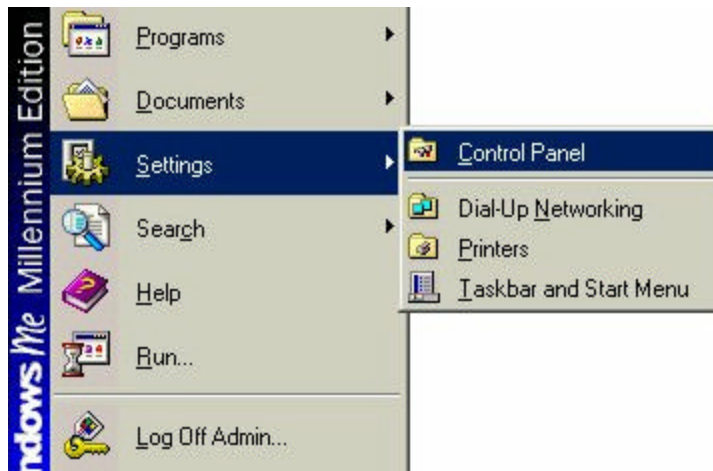 ndows Me Millennium Edition
Programs
Documents
Settings
Search
Help
Run...
Log Off Admin...
Control Panel
Dial-Up Networking
Printers
Taskbar and Start Menu